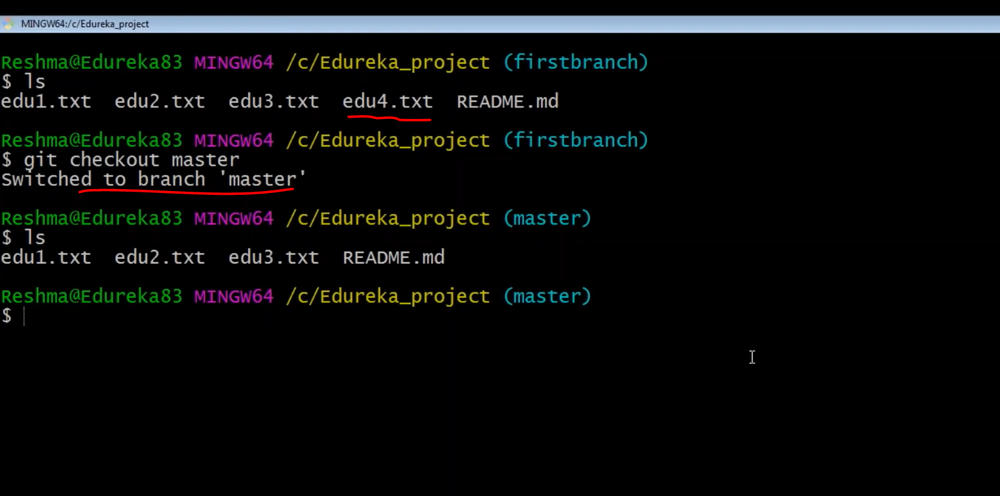 MINGW64:/c/Edureka_project
Reshma@Edureka83 MINGW64 /c/Edureka_project (firstbranch)
$ ls
edu1.txt  edu2.txt  edu3.txt  edu4.txt  README.md
Reshma@Edureka83 MINGW64 /c/Edureka_project (firstbranch)
$ git checkout master
Switched to branch 'master'
Reshma@Edureka83 MINGW64 /c/Edureka_project (master)
$ ls
edu1.txt  edu2.txt  edu3.txt  README.md
Reshma@Edureka83 MINGW64 /c/Edureka_project (master)
$